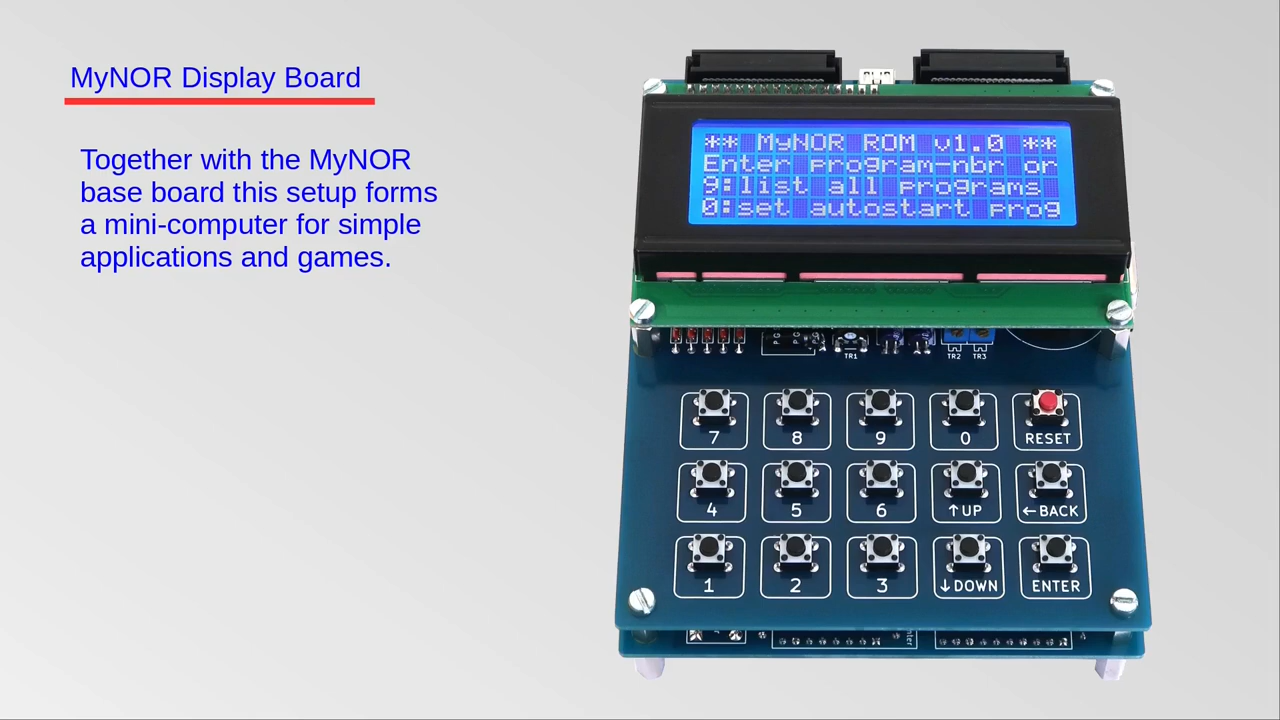 MyNOR Display Board
Together with the MyNOR
base board this setup forms
a mini-computer for simple
applications and games.
** MyNOR ROM v1.0 **
Enter program-nbr or
9:list all programs
0:set autostart prog
TR1
TR2 TR3
7 8 9 0 RESET
4 5 6 ↑UP ←BACK
1 2 3 ↓DOWN ENTER